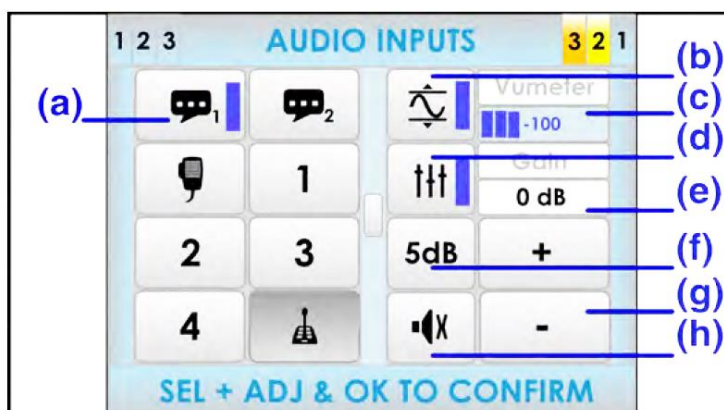 1 2 3 AUDIO INPUTS 3 2 1
(a) 1 2 Vumeter (b)
-100 (c)
1 Gain (d)
0 dB (e)
2 3 5dB + (f)
4 X - (g)
(h)
SEL + ADJ & OK TO CONFIRM